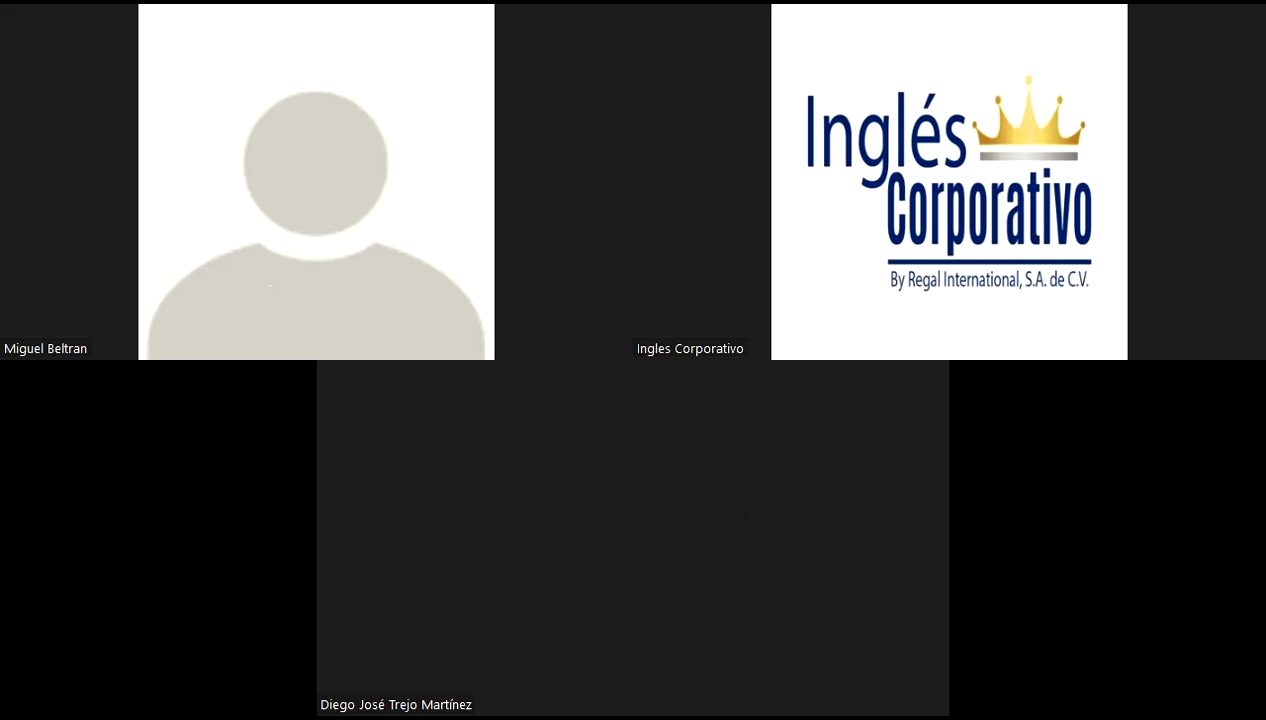 Inglés
Corporativo
By Regal International, S.A. de C.V.
Miguel Beltran
Ingles Corporativo
Diego José Trejo Martínez